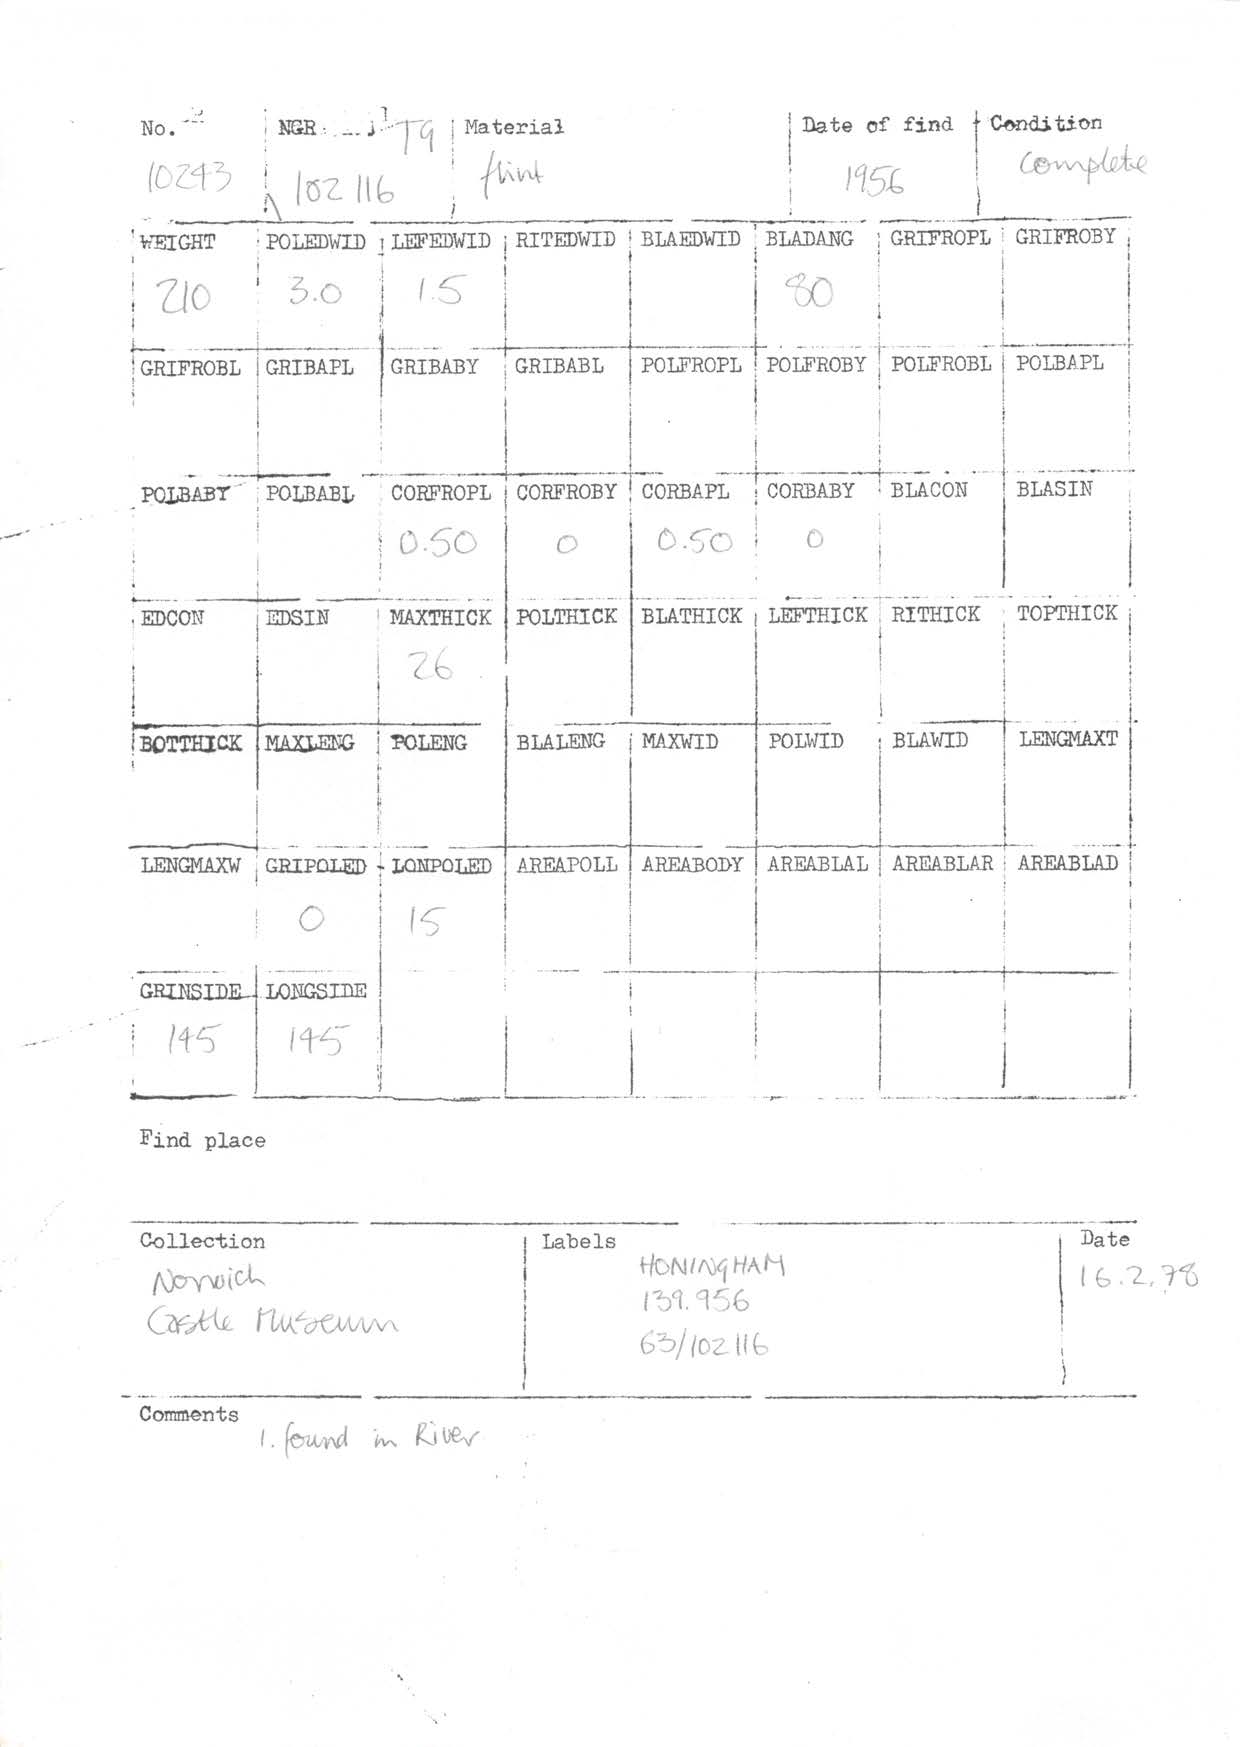 No. NGR TG Material Date of find Condition
10243 102 116 flint 1956 Complete
WEIGHT POLEDWID LEFEDWID RITEDWID BLAEDWID BLADANG GRIFROPL GRIFROBY
210 3.0 1.5 80
GRIFROBL GRIBAPL GRIBABY GRIBABL POLFROPL POLFROBY POLFROBL POLBAPL
POLBABY POLBABL CORFROPL CORFROBY CORBAPL CORBABY BLACON BLASIN
0.50 0 0.50 0
EDCON EDSIN MAXTHICK POLTHICK BLATHICK LEFTHICK RITHICK TOPTHICK
26
BOTTHICK MAXLENG POLENG BLALENG MAXWID POLWID BLAWID LENGMAXT
LENGMAXW GRIPOLED LONPOLED AREAPOLL AREABODY AREABLAL AREABLAR AREABLAD
0 15
GRINSIDE LONGSIDE
145 145
Find place
Collection Labels Date
Norwich HONINGHAM 16.2.78
Castle Museum 139.956
63/102116
Comments
1. found in River